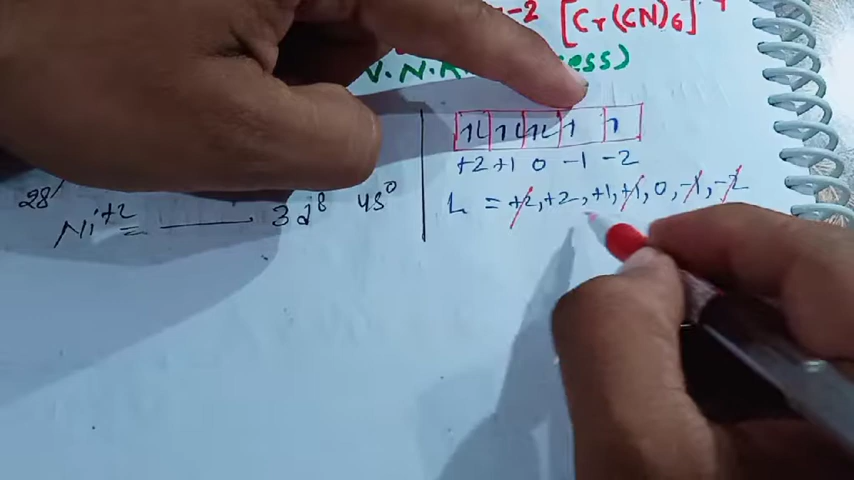 [Cr(CN)6]
28
Ni+2 = 3d8 4s0
1L 1L 1L 1 1
+2 +1 0 -1 -2
L = +2, +2, +1, +1, 0, -1, -2